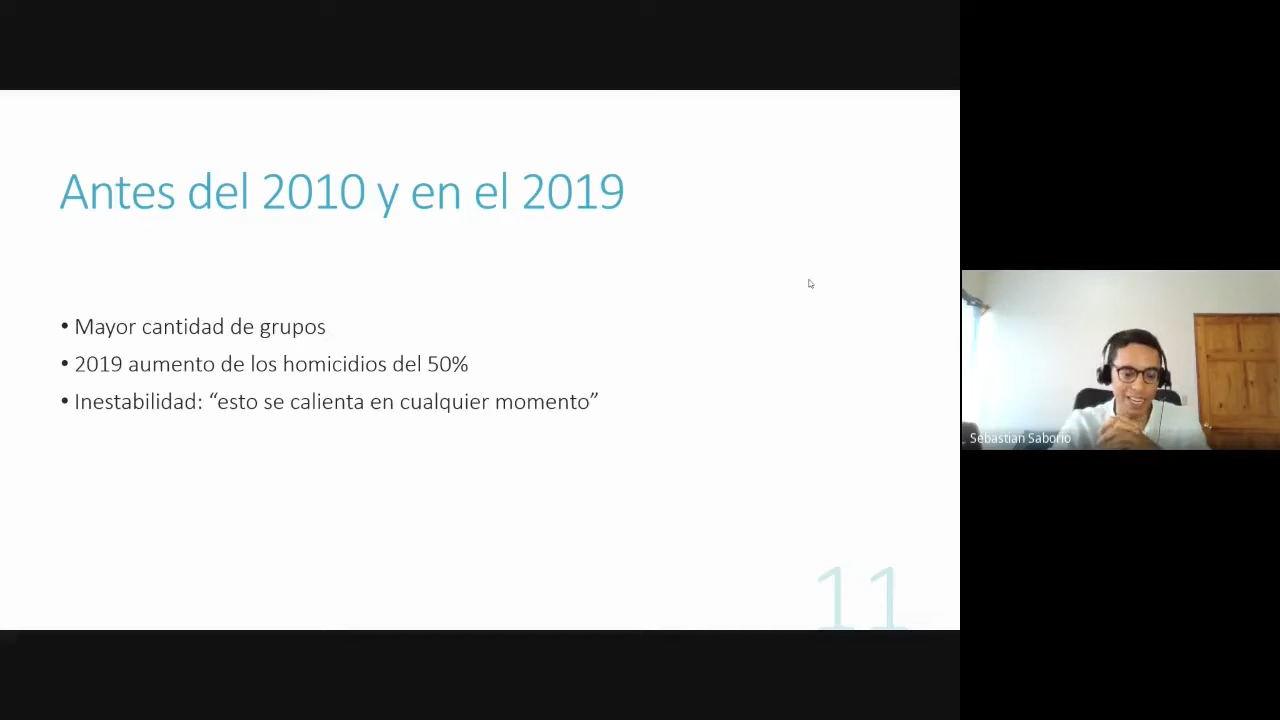 Antes del 2010 y en el 2019
• Mayor cantidad de grupos
• 2019 aumento de los homicidios del 50%
• Inestabilidad: “esto se calienta en cualquier momento”
11
Sebastian Saborio